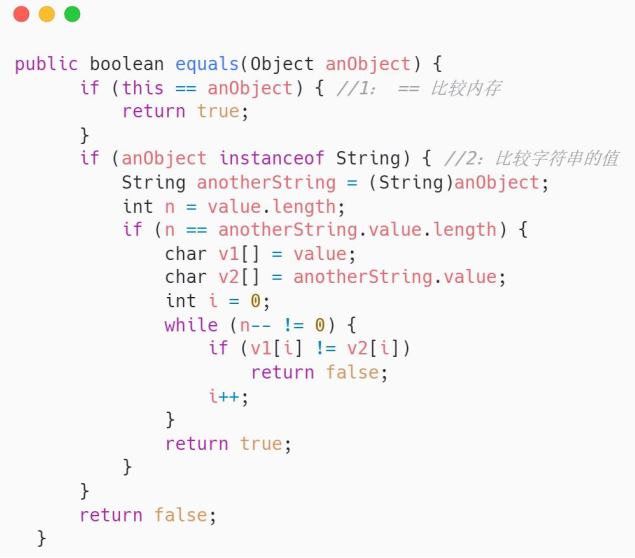 public boolean equals(Object anObject) {
if (this == anObject) { //1： == 比较内存
return true;
}
if (anObject instanceof String) { //2：比较字符串的值
String anotherString = (String)anObject;
int n = value.length;
if (n == anotherString.value.length) {
char v1[] = value;
char v2[] = anotherString.value;
int i = 0;
while (n-- != 0) {
if (v1[i] != v2[i])
return false;
i++;
}
return true;
}
}
return false;
}